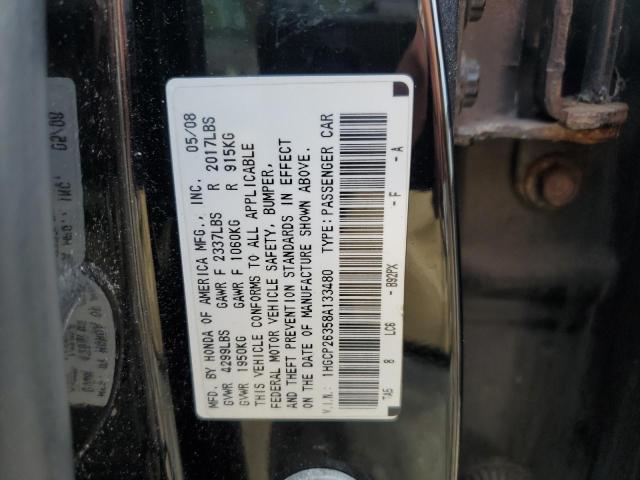 MFD. BY HONDA OF AMERICA MFG., INC. 05/08
GVWR 4299LBS GAWR F 2337LBS R 2017LBS
GVWR 1950KG GAWR F 1060KG R 915KG
THIS VEHICLE CONFORMS TO ALL APPLICABLE
FEDERAL MOTOR VEHICLE SAFETY, BUMPER,
AND THEFT PREVENTION STANDARDS IN EFFECT
ON THE DATE OF MANUFACTURE SHOWN ABOVE.
V.I.N.: 1HGCP26358A133480 TYPE: PASSENGER CAR
TA5 8 LC6 - B92PX - F - A